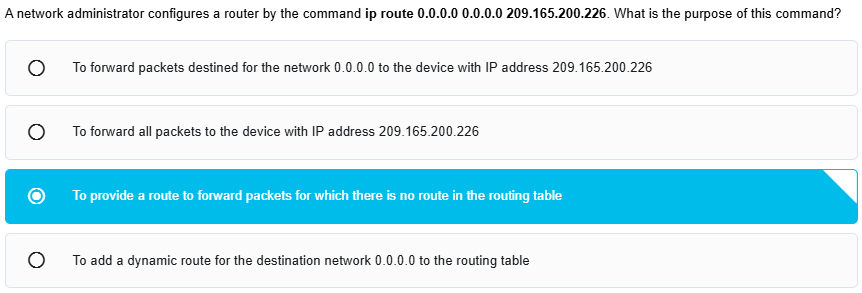 A network administrator configures a router by the command ip route 0.0.0.0 0.0.0.0 209.165.200.226. What is the purpose of this command?
To forward packets destined for the network 0.0.0.0 to the device with IP address 209.165.200.226
To forward all packets to the device with IP address 209.165.200.226
To provide a route to forward packets for which there is no route in the routing table
To add a dynamic route for the destination network 0.0.0.0 to the routing table